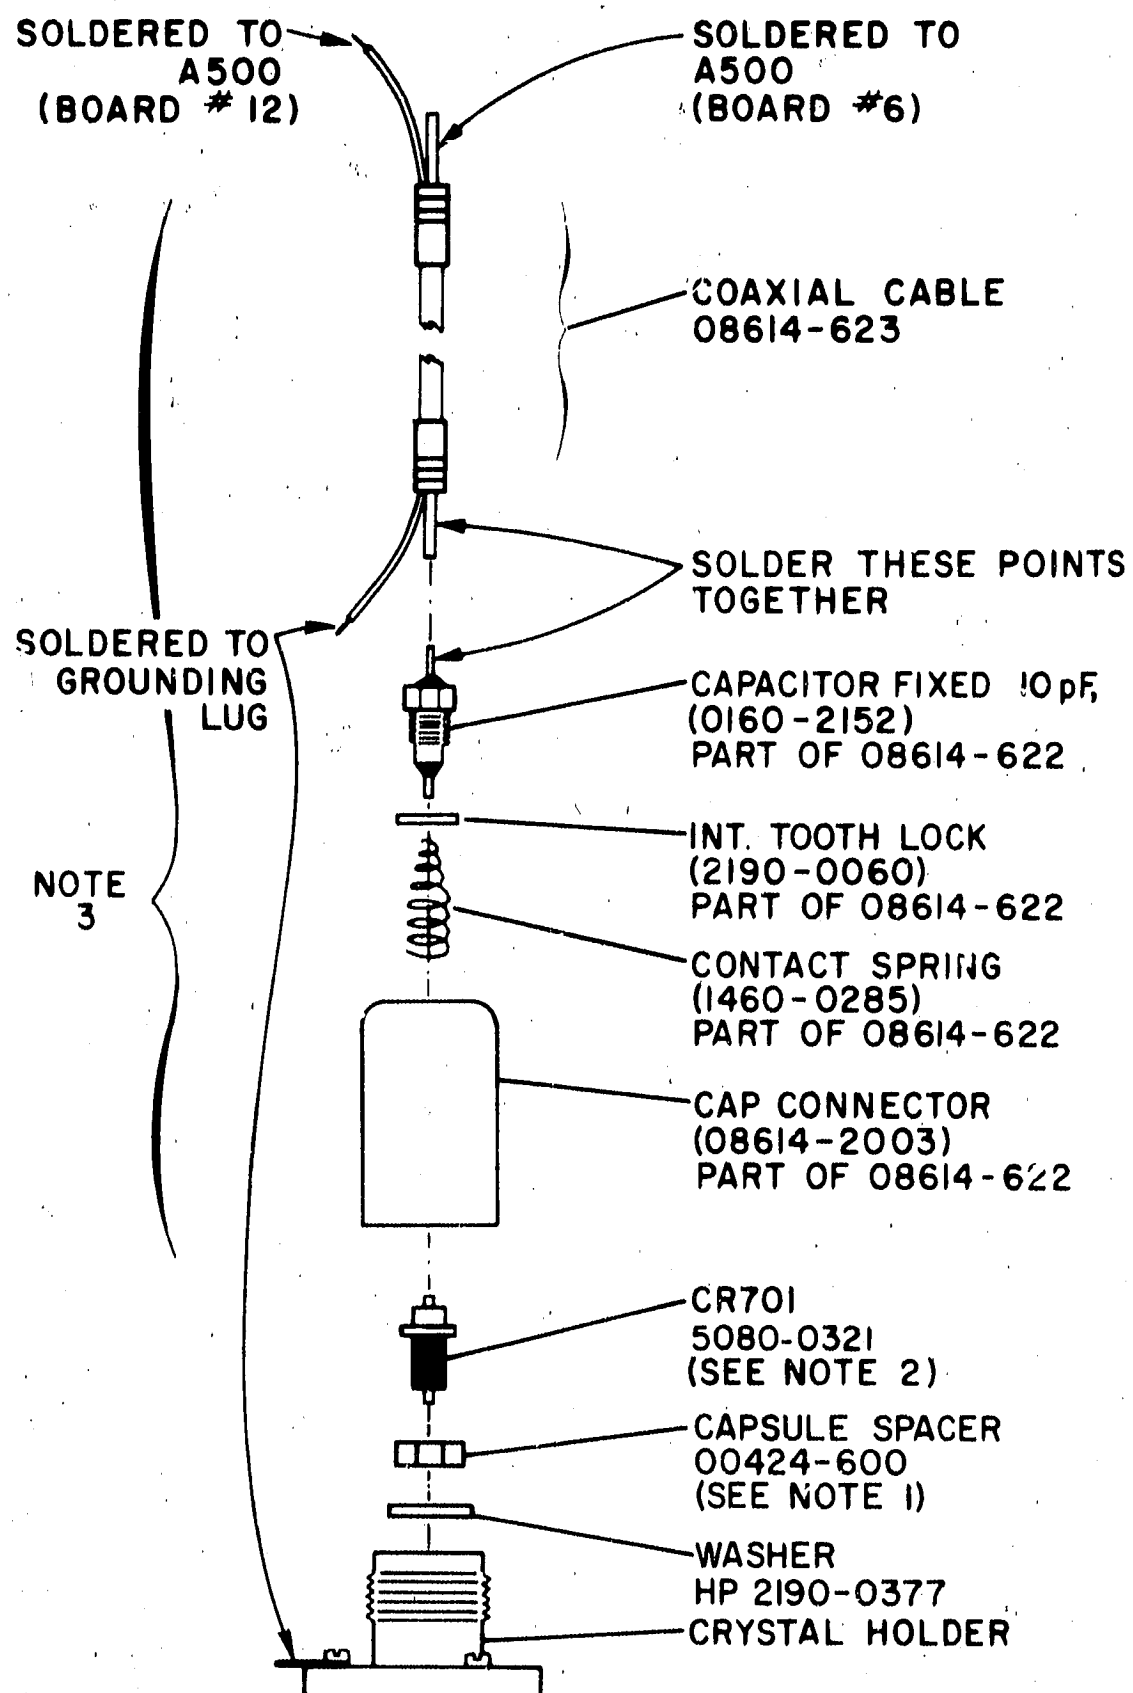 SOLDERED TO
A500
(BOARD #12)
SOLDERED TO
A500
(BOARD #6)
COAXIAL CABLE
08614-623
SOLDER THESE POINTS
TOGETHER
SOLDERED TO
GROUNDING
LUG
CAPACITOR FIXED 10pF,
(0160-2152)
PART OF 08614-622
INT. TOOTH LOCK
(2190-0060)
PART OF 08614-622
NOTE
3
CONTACT SPRING
(1460-0285)
PART OF 08614-622
CAP CONNECTOR
(08614-2003)
PART OF 08614-622
CR701
5080-0321
(SEE NOTE 2)
CAPSULE SPACER
00424-600
(SEE NOTE 1)
WASHER
HP 2190-0377
CRYSTAL HOLDER